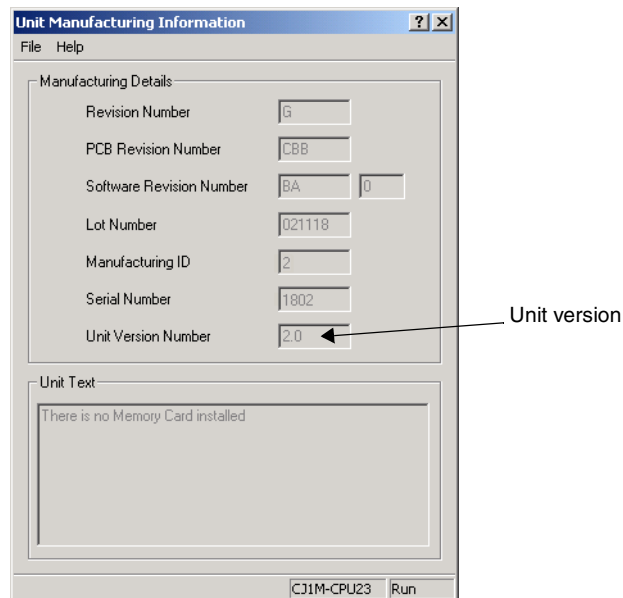 Unit Manufacturing Information
File Help
Manufacturing Details
Revision Number G
PCB Revision Number CBB
Software Revision Number BA 0
Lot Number 021118
Manufacturing ID 2
Serial Number 1802
Unit Version Number 2.0
Unit version
Unit Text
There is no Memory Card installed
CJ1M-CPU23 Run